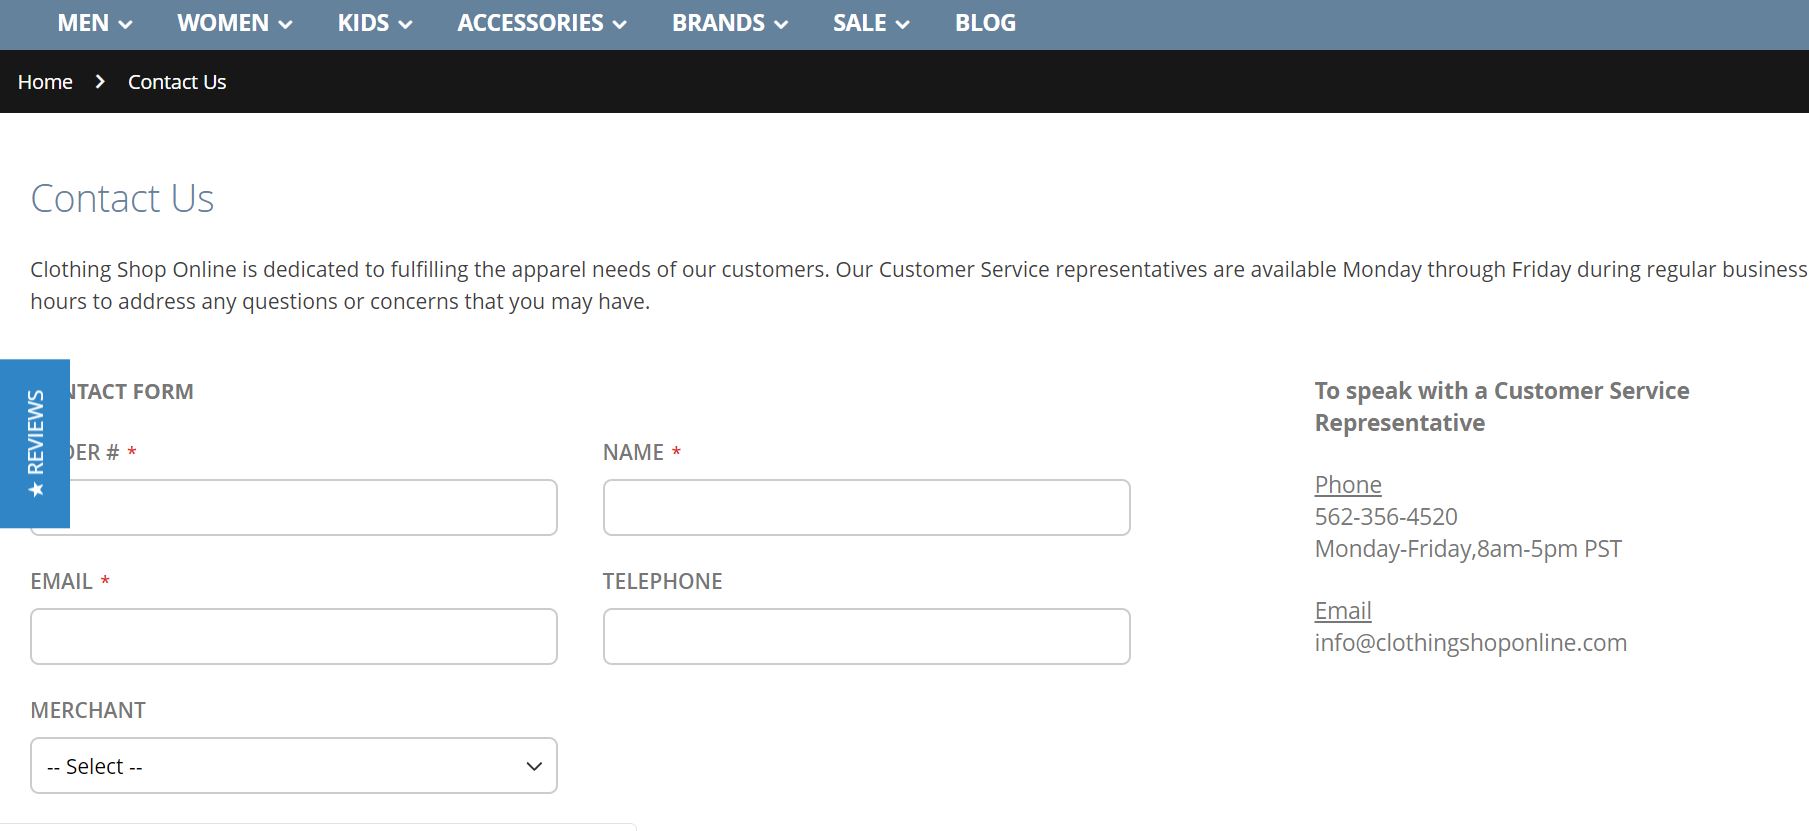 MEN WOMEN KIDS ACCESSORIES BRANDS SALE BLOG
Home Contact Us
Contact Us
Clothing Shop Online is dedicated to fulfilling the apparel needs of our customers. Our Customer Service representatives are available Monday through Friday during regular business
hours to address any questions or concerns that you may have.
★ REVIEWS
NTACT FORM
DER # *
NAME *
EMAIL *
TELEPHONE
MERCHANT
-- Select --
To speak with a Customer Service
Representative
Phone
562-356-4520
Monday-Friday,8am-5pm PST
Email
info@clothingshoponline.com